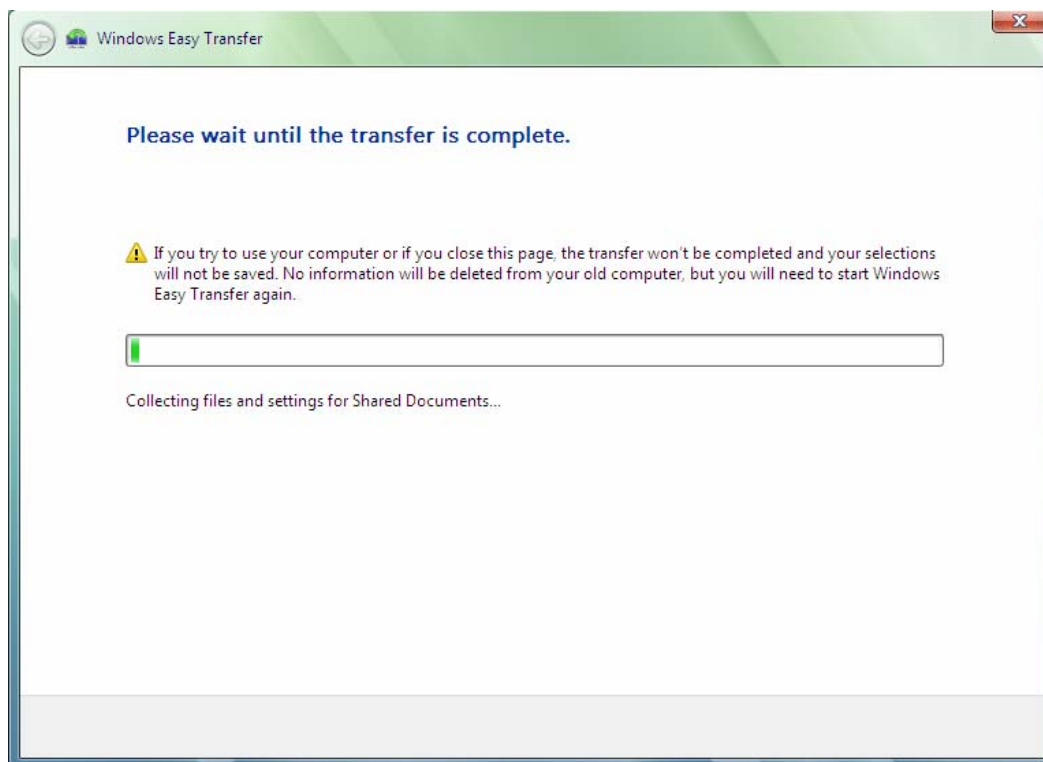 Windows Easy Transfer
Please wait until the transfer is complete.
If you try to use your computer or if you close this page, the transfer won't be completed and your selections
will not be saved. No information will be deleted from your old computer, but you will need to start Windows
Easy Transfer again.
Collecting files and settings for Shared Documents...